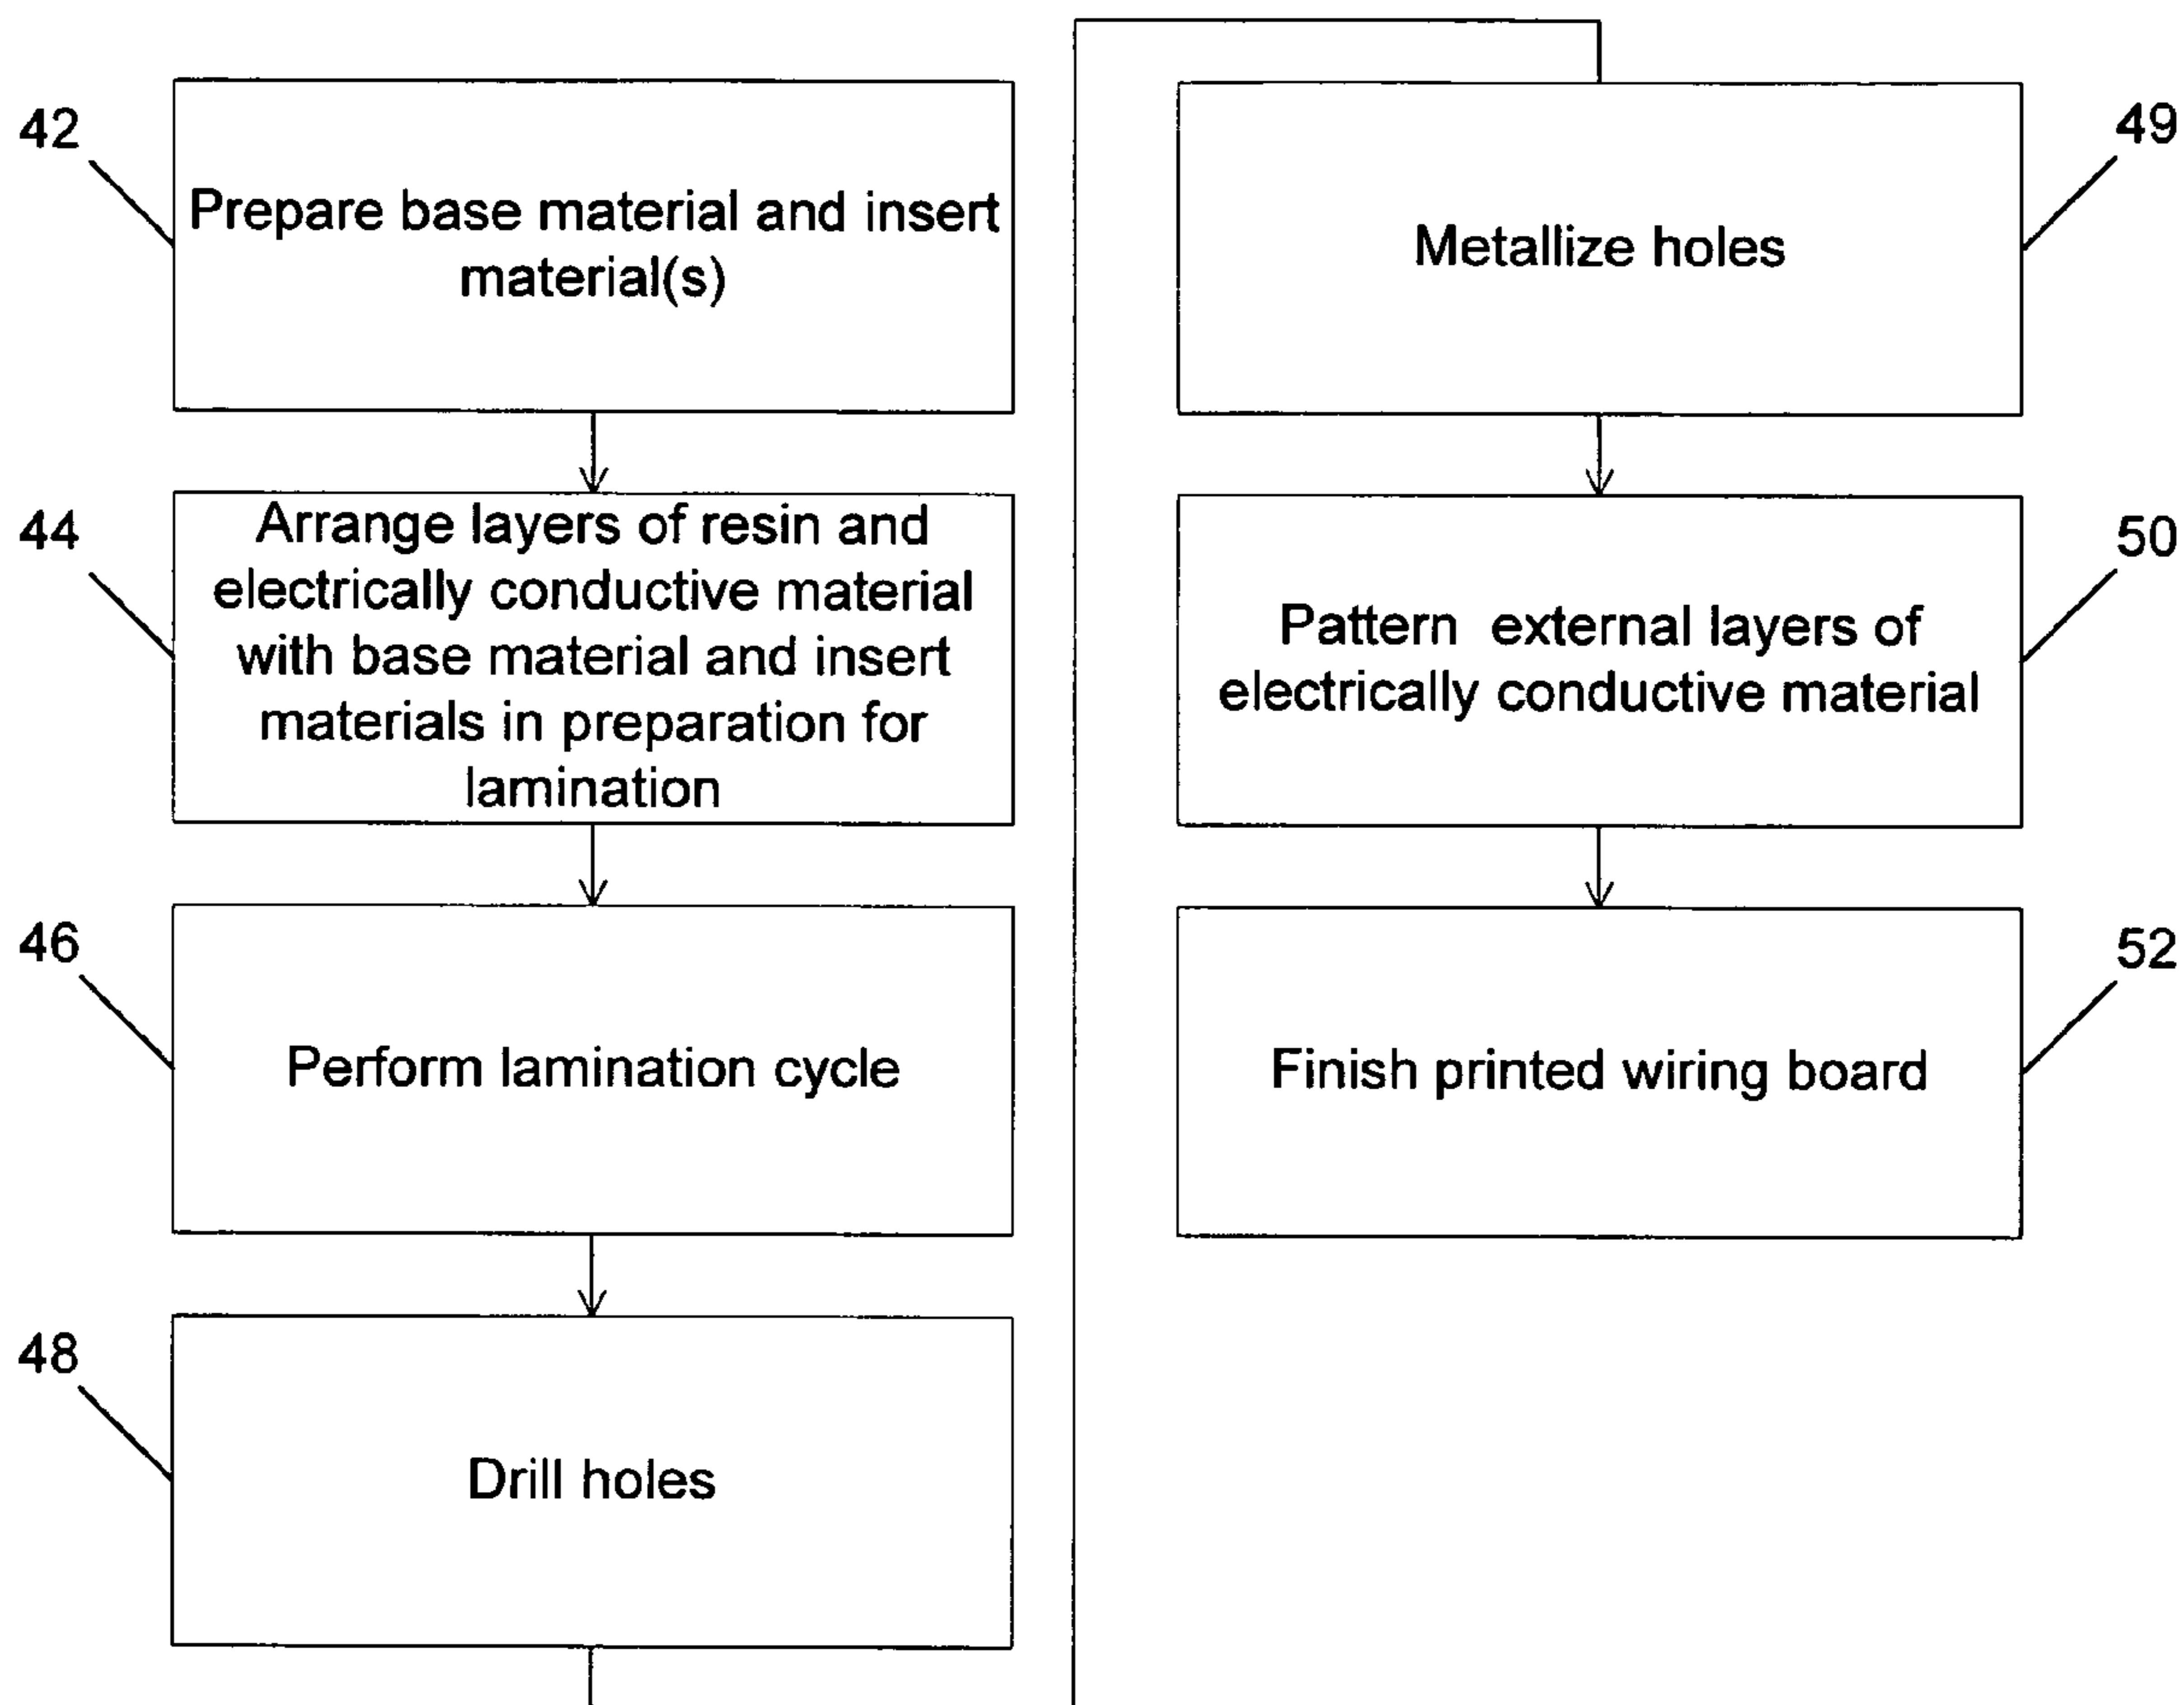 42
Prepare base material and insert
material(s)
44
Arrange layers of resin and
electrically conductive material
with base material and insert
materials in preparation for
lamination
46
Perform lamination cycle
48
Drill holes
49
Metallize holes
50
Pattern external layers of
electrically conductive material
52
Finish printed wiring board